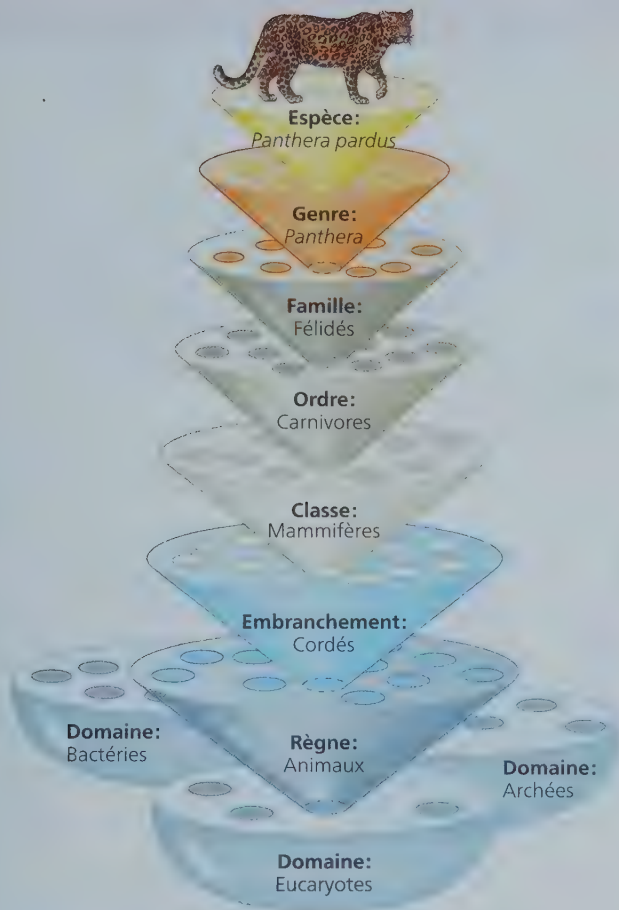 Espèce:
Panthera pardus
Genre:
Panthera
Famille:
Félidés
Ordre:
Carnivores
Classe:
Mammifères
Embranchement:
Cordés
Domaine:
Bactéries
Règne:
Animaux
Domaine:
Archées
Domaine:
Eucaryotes